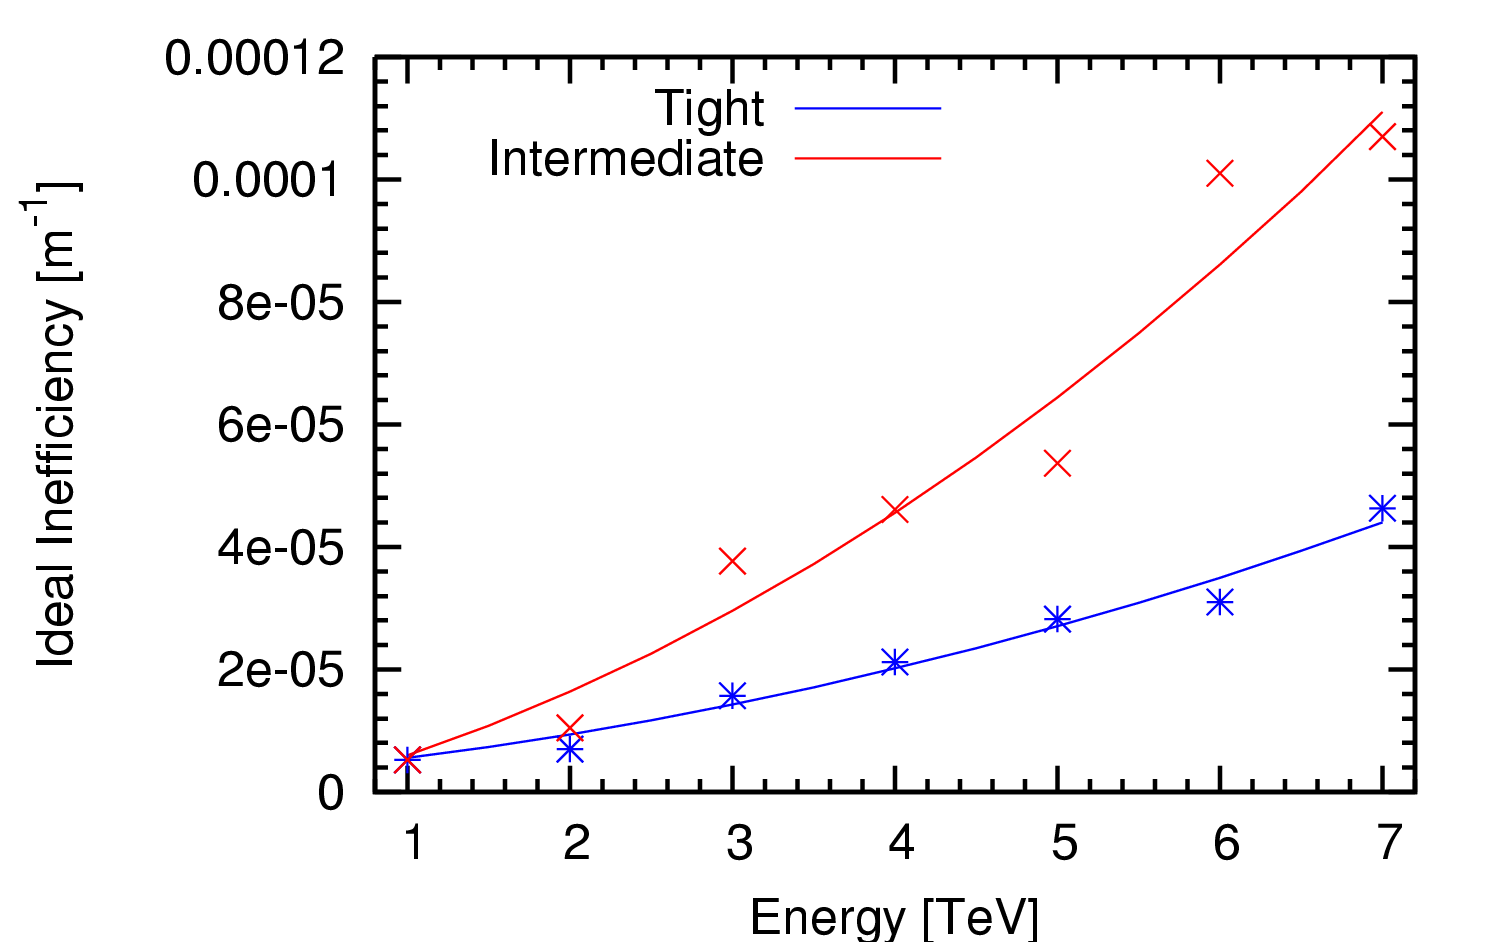 0.00012
0.0001
8e-05
6e-05
4e-05
2e-05
0
Ideal Inefficiency [m-1]
Tight
Intermediate
1 2 3 4 5 6 7
Energy [TeV]